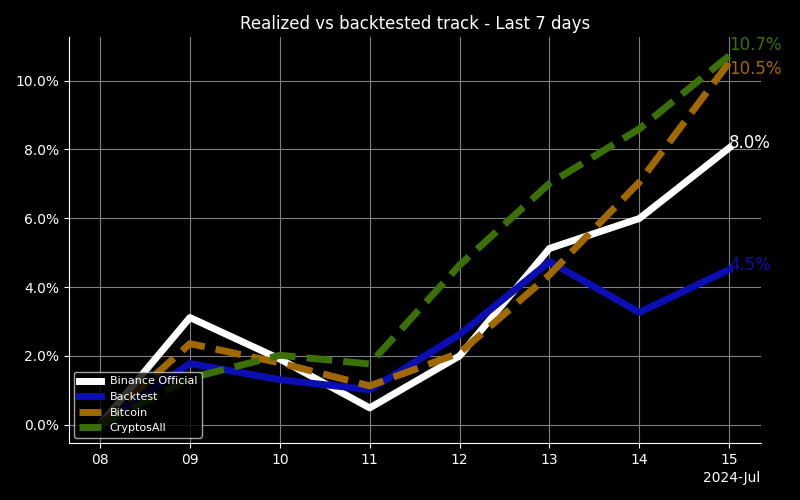 Realized vs backtested track - Last 7 days
10.7%
10.5%
10.0%
8.0%
8.0%
6.0%
4.5%
4.0%
2.0%
0.0%
Binance Official
Backtest
Bitcoin
CryptosAll
08 09 10 11 12 13 14 15
2024-Jul